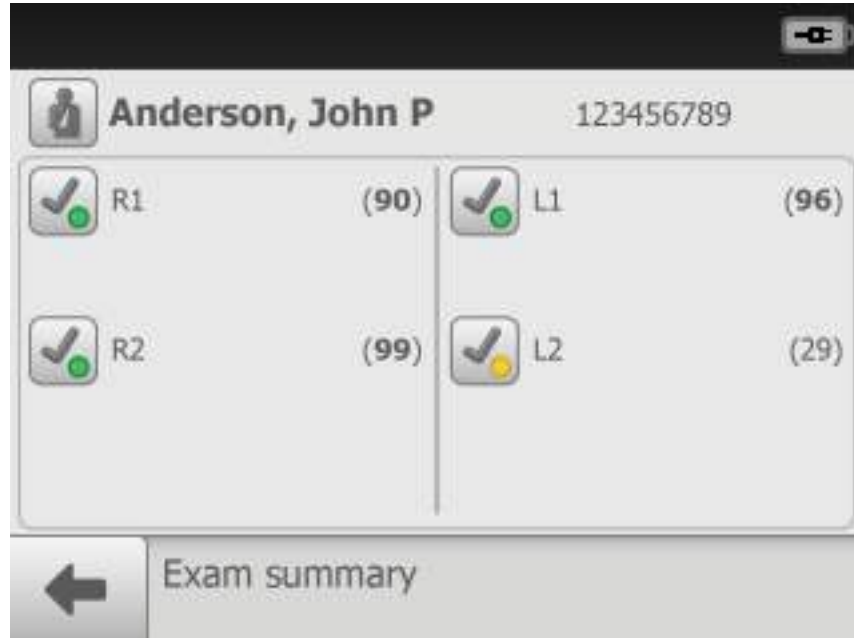 Anderson, John P 123456789
R1 (90) L1 (96)
R2 (99) L2 (29)
Exam summary